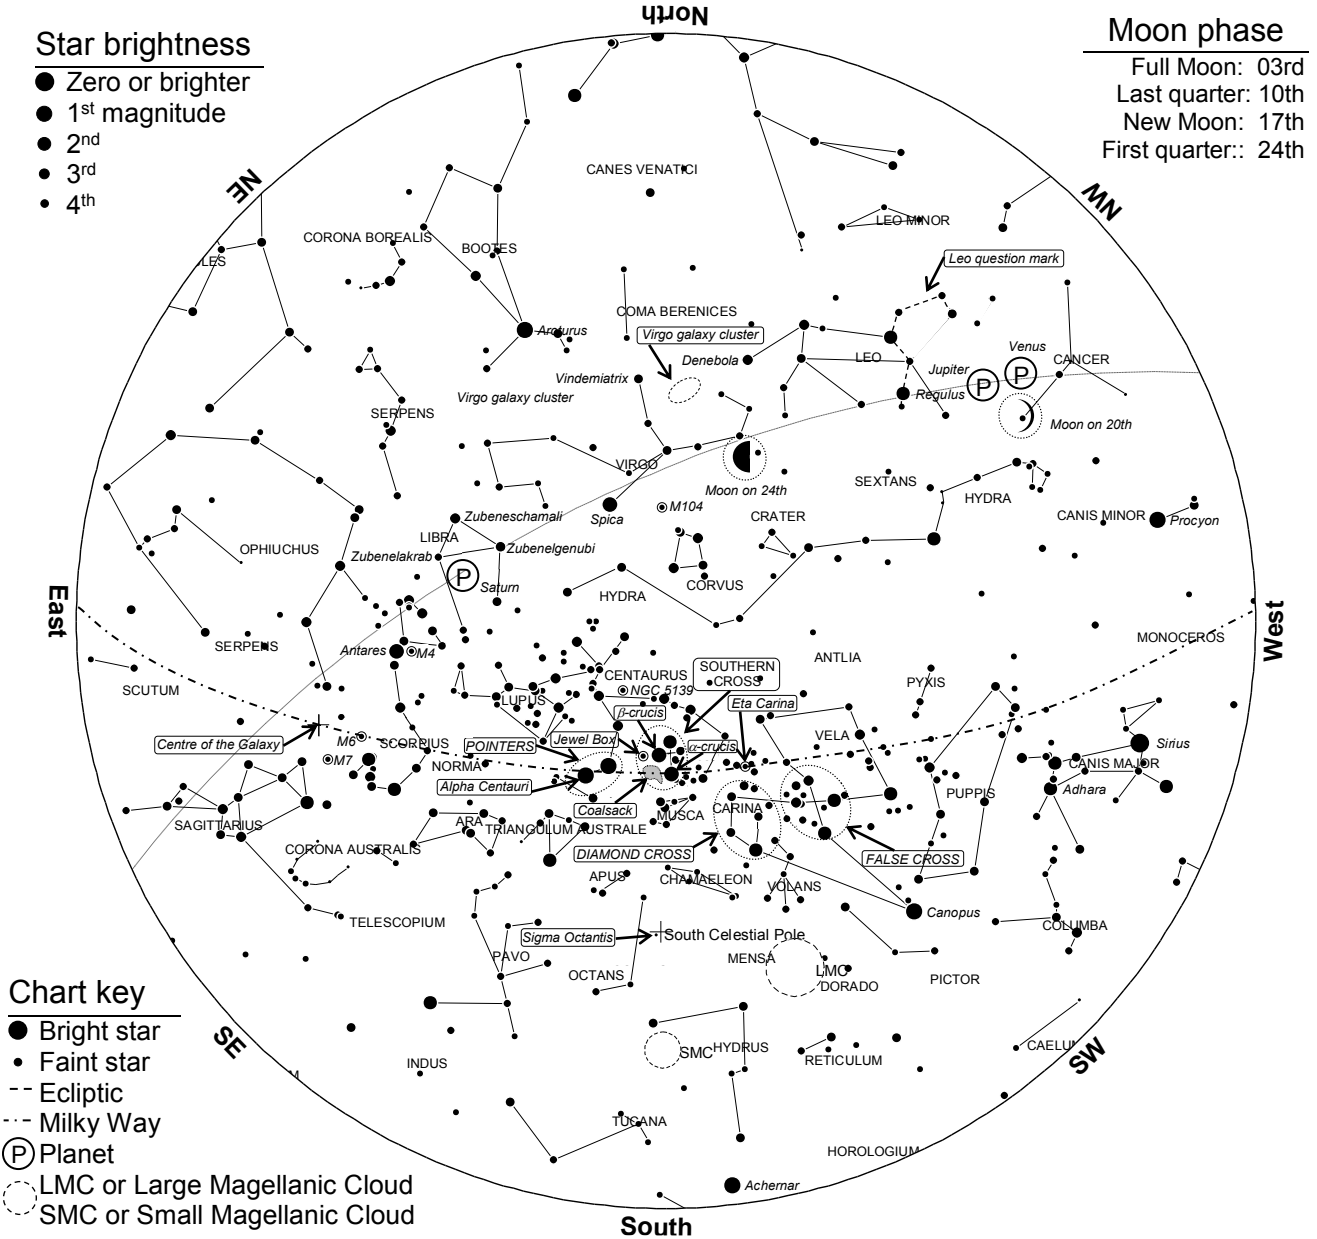 North
Star brightness
Zero or brighter
1st magnitude
2nd
3rd
4th
Moon phase
Full Moon: 03rd
Last quarter: 10th
New Moon: 17th
First quarter:: 24th
NE
NW
CANES VENATICI
LEO MINOR
CORONA BOREALIS
BOOTES
LES
Leo question mark
COMA BERENICES
Virgo galaxy cluster
Arcturus
Denebola
LEO
Venus
CANCER
Jupiter
Vindemiatrix
Regulus
Virgo galaxy cluster
SERPENS
Moon on 20th
VIRGO
SEXTANS
HYDRA
Moon on 24th
M104
Spica
Zubeneschamali
CRATER
CANIS MINOR
Procyon
LIBRA
OPHIUCHUS
Zubenelakrab
Zubenelgenubi
Saturn
CORVUS
HYDRA
East
West
SERPENS
MONOCEROS
Antares
M4
ANTLIA
SCUTUM
CENTAURUS
SOUTHERN
CROSS
NGC 5139
PYXIS
LUPUS
Eta Carina
β-crucis
Centre of the Galaxy
M6
M7
SCORPIUS
POINTERS
Jewel Box
α-crucis
VELA
Sirius
NORMA
CANIS MAJOR
Alpha Centauri
Adhara
PUPPIS
Coalsack
MUSCA
CARINA
SAGITTARIUS
ARA
TRIANGULUM AUSTRALE
CORONA AUSTRALIS
DIAMOND CROSS
FALSE CROSS
APUS
CHAMAELEON
VOLANS
Canopus
TELESCOPIUM
COLUMBA
Sigma Octantis
South Celestial Pole
PAVO
MENSA
OCTANS
LMC
DORADO
PICTOR
Chart key
Bright star
Faint star
Ecliptic
Milky Way
Planet
LMC or Large Magellanic Cloud
SMC or Small Magellanic Cloud
SE
SW
CAELUM
SMC
HYDRUS
RETICULUM
INDUS
M
TUCANA
HOROLOGIUM
Achernar
South